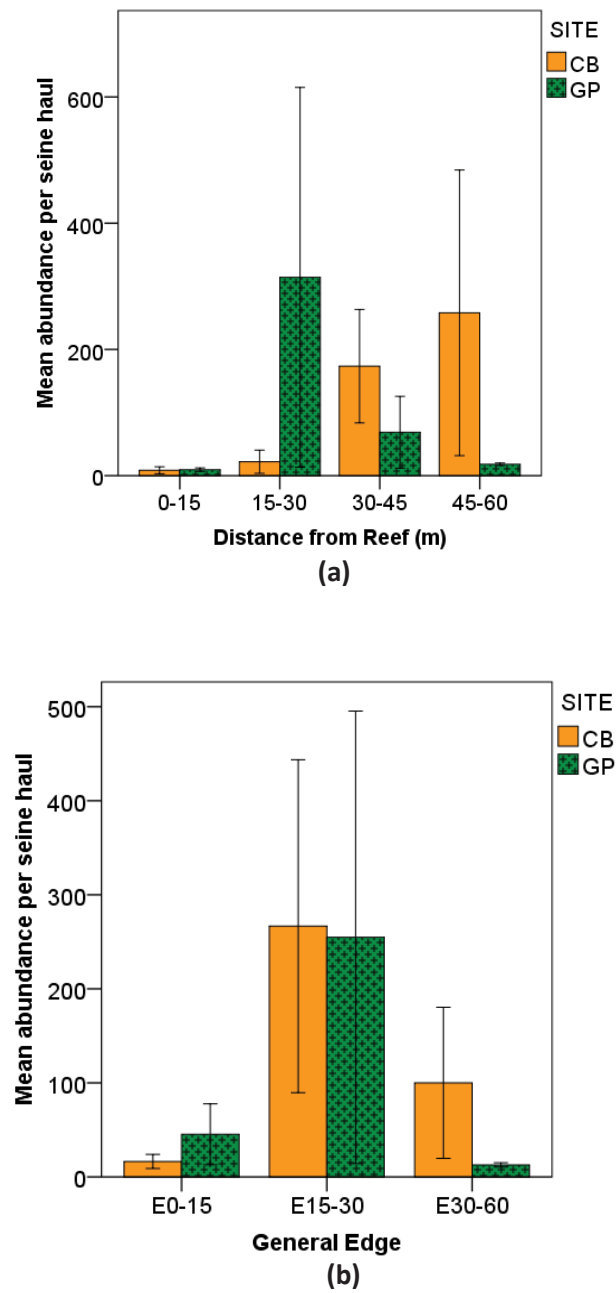 SITE
CB
GP
Mean abundance per seine haul
600
400
200
0
0-15 15-30 30-45 45-60
Distance from Reef (m)
(a)
SITE
CB
GP
Mean abundance per seine haul
500
400
300
200
100
0
E0-15 E15-30 E30-60
General Edge
(b)